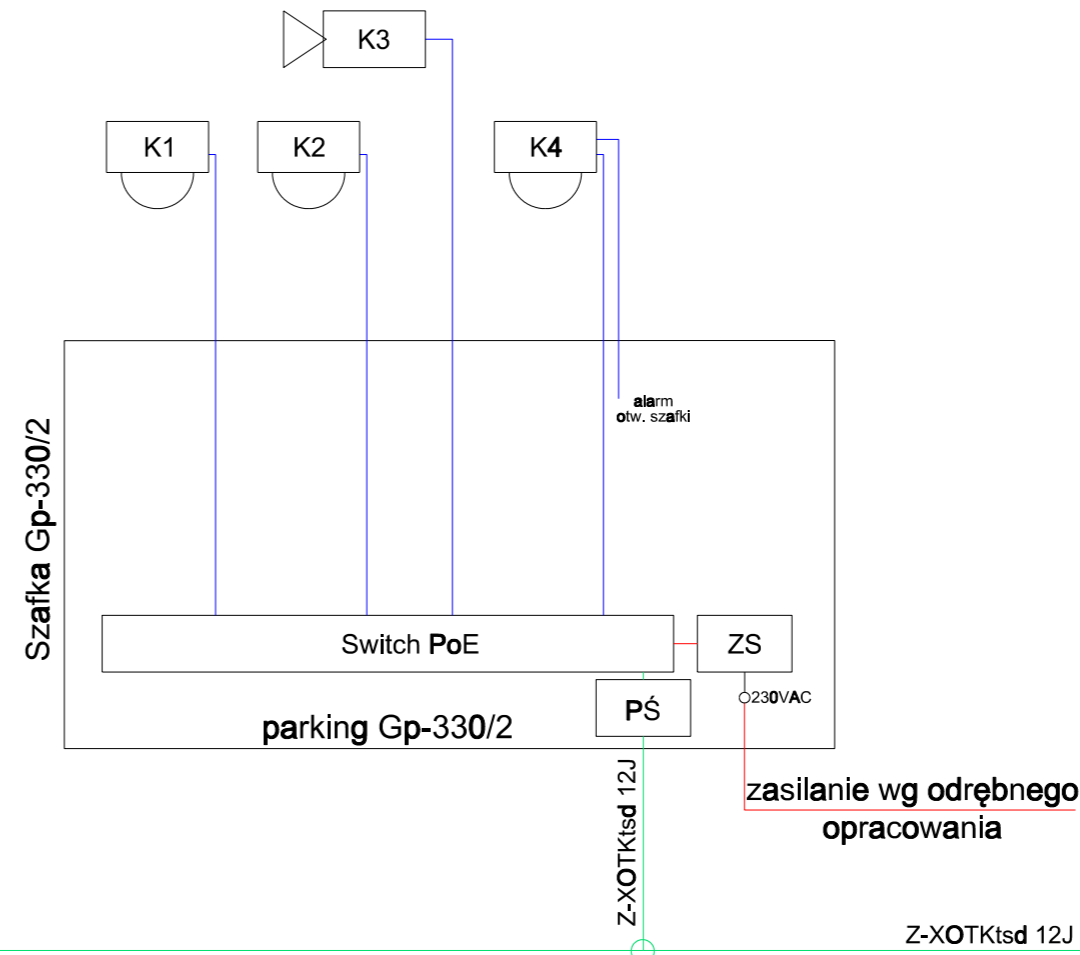 K3
K1
K2
K4
alarm
otw. szafki
Szafka Gp-330/2
Switch PoE
ZS
PŚ
230VAC
parking Gp-330/2
Z-XOTKtsd 12J
zasilanie wg odrębnego
opracowania
Z-XOTKtsd 12J